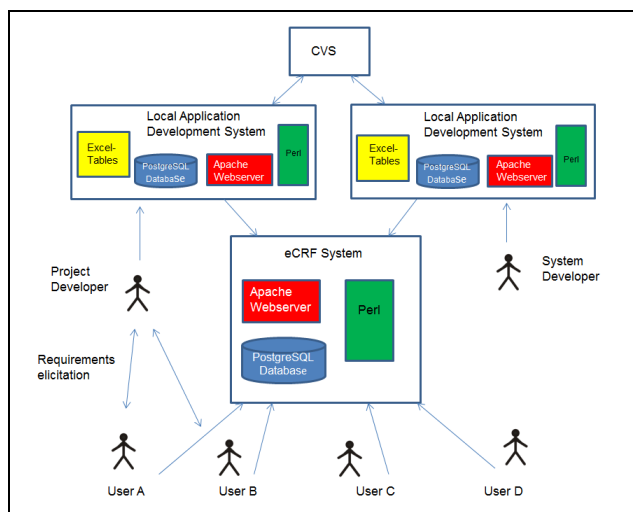 CVS
Local Application
Development System
Excel-
Tables
PostgreSQL
DatabaSe
Apache
Webserver
Perl
Local Application
Development System
Excel-
Tables
PostgreSQL
DatabaSe
Apache
Webserver
Perl
Project
Developer
eCRF System
Apache
Webserver
Perl
PostgreSQL
Database
System
Developer
Requirements
elicitation
User A
User B
User C
User D